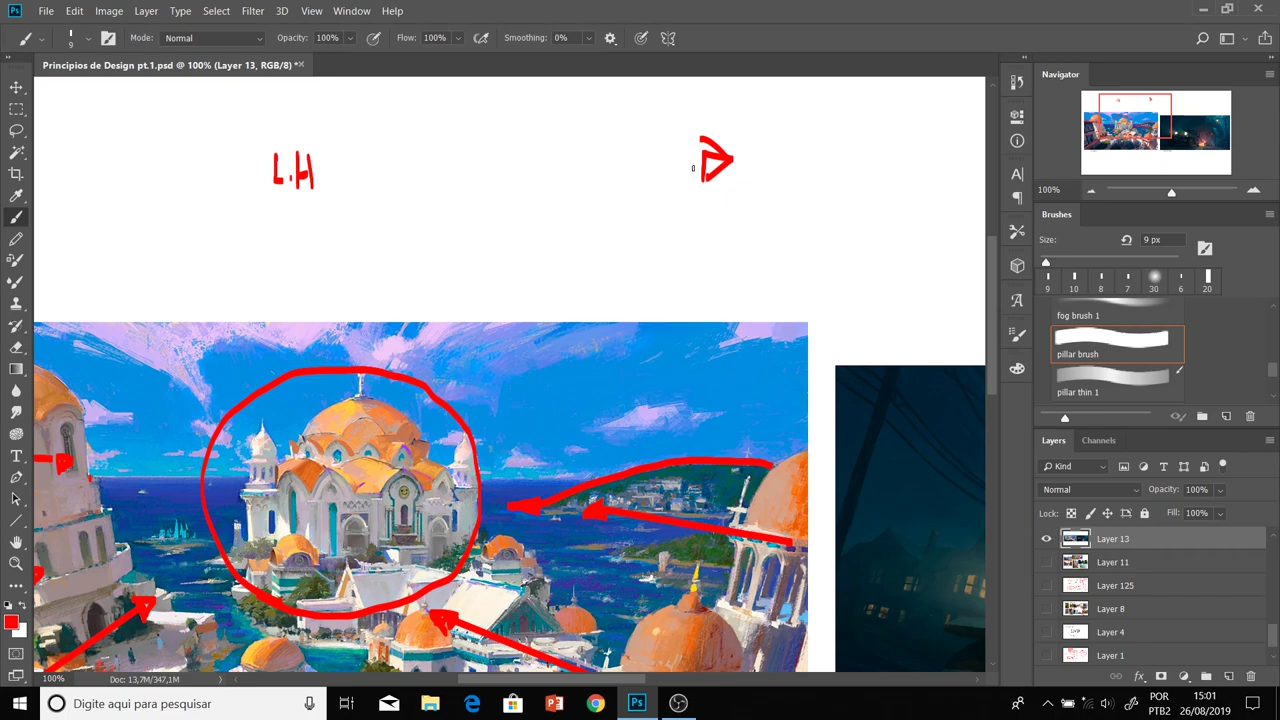 Ps File Edit Image Layer Type Select Filter 3D View Window Help
9 Mode: Normal Opacity: 100% Flow: 100% Smoothing: 0%
Principios de Design pt.1.psd @ 100% (Layer 13, RGB/8) *
L.H
Navigator
100%
Brushes
Size: 9 px
9 10 8 7 30 6 20
fog brush 1
pillar brush
pillar thin 1
Layers Channels
Kind
Normal Opacity: 100%
Lock: Fill: 100%
Layer 13
Layer 11
Layer 125
Layer 8
Layer 4
Layer 1
100% Doc: 13,7M/347,1M
Digite aqui para pesquisar
POR
PTB2
15:01
26/08/2019